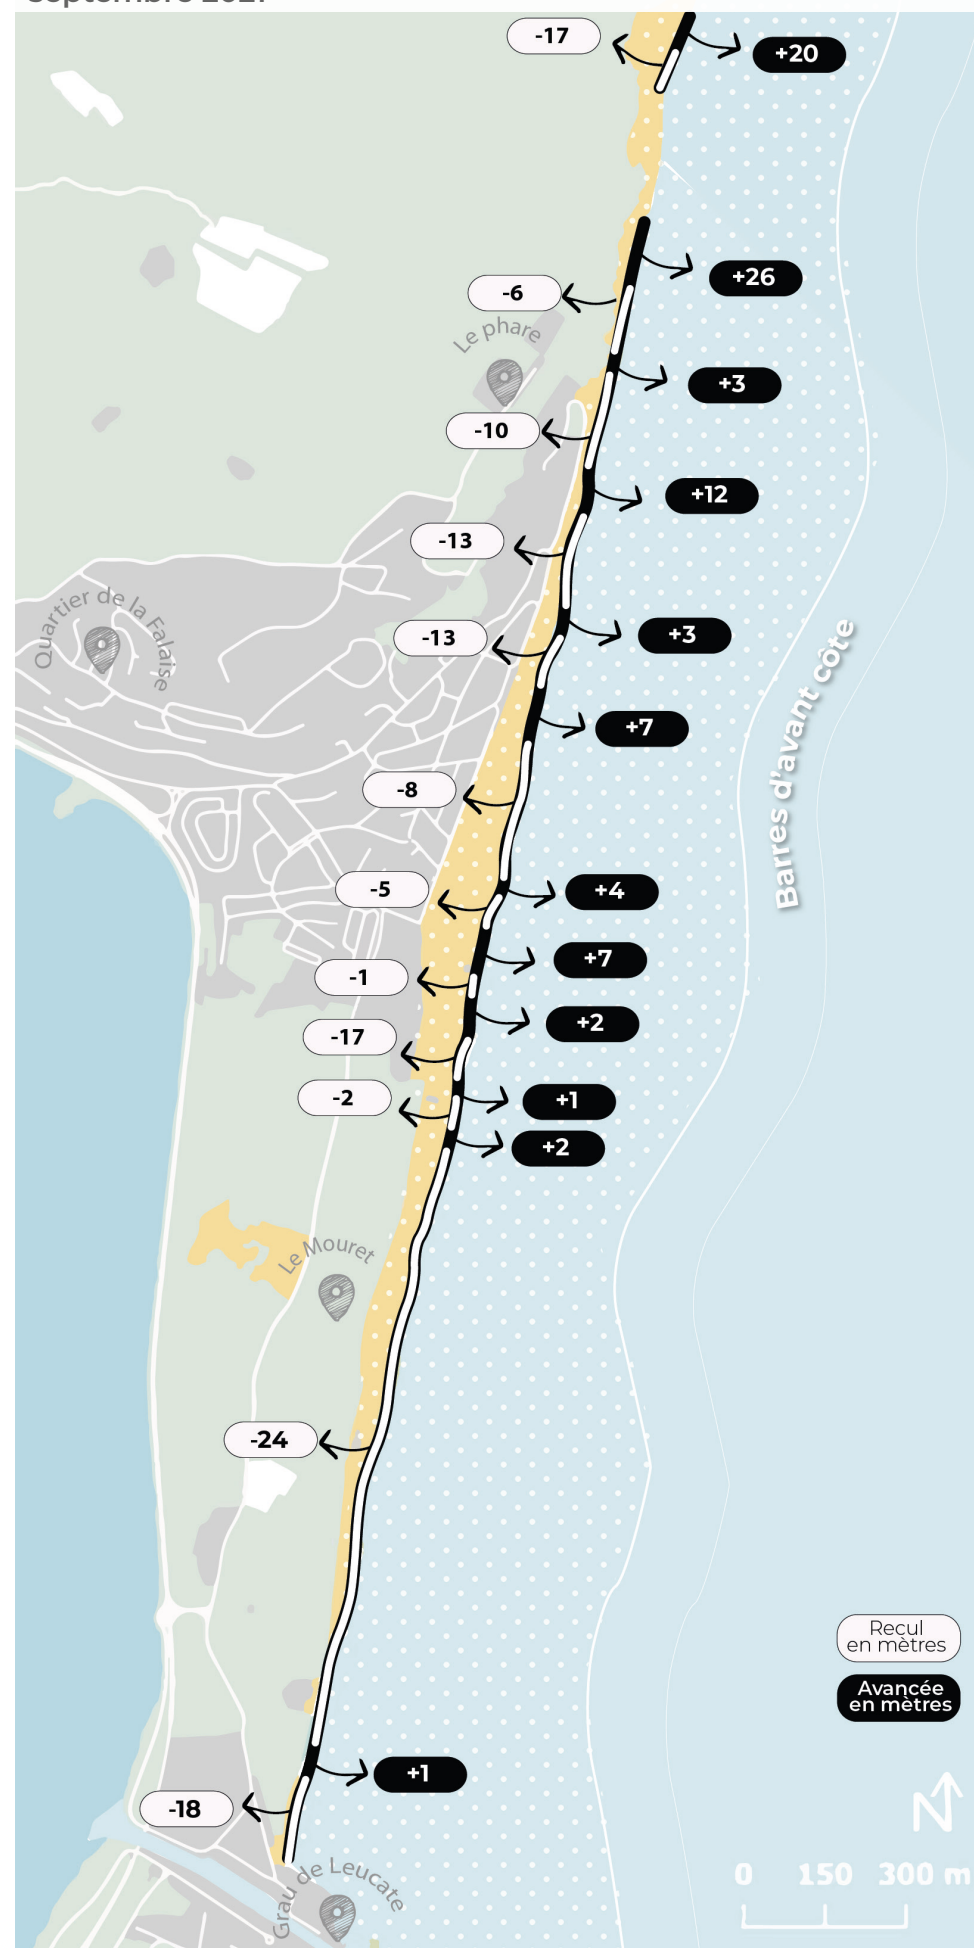 Septembre 2021
-17
+20
+26
-6
Le phare
+3
-10
+12
-13
Quartier de la Falaise
+3
-13
+7
Barres d'avant côte
-8
-5
+4
+7
-1
+2
-17
-2
+1
+2
Le Mouret
-24
Recul
en mètres
Avancée
en mètres
+1
-18
N
0 150 300 m
Grau de Leucate